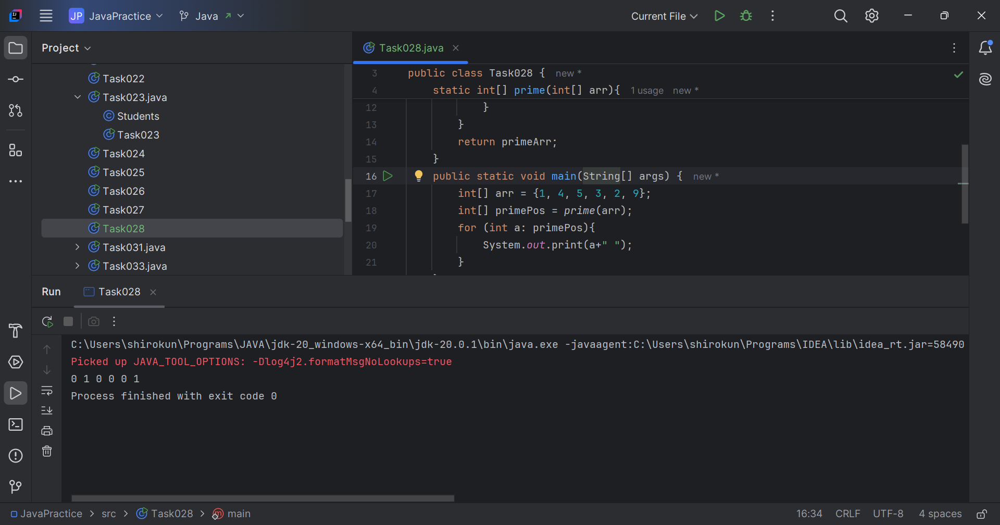 JP JavaPractice Java Current File
Project
Task022
Task023.java
Students
Task023
Task024
Task025
Task026
Task027
Task028
Task031.java
Task033.java
Task028.java
3 public class Task028 { new *
4 static int[] prime(int[] arr){ 1 usage new *
12 }
13 }
14 return primeArr;
15 }
16 public static void main(String[] args) { new *
17 int[] arr = {1, 4, 5, 3, 2, 9};
18 int[] primePos = prime(arr);
19 for (int a: primePos){
20 System.out.print(a+" ");
21 }
Run Task028
C:\Users\shirokun\Programs\JAVA\jdk-20_windows-x64_bin\jdk-20.0.1\bin\java.exe -javaagent:C:\Users\shirokun\Programs\IDEA\lib\idea_rt.jar=58490
Picked up JAVA_TOOL_OPTIONS: -Dlog4j2.formatMsgNoLookups=true
0 1 0 0 0 1
Process finished with exit code 0
JavaPractice > src > Task028 > main 16:34 CRLF UTF-8 4 spaces